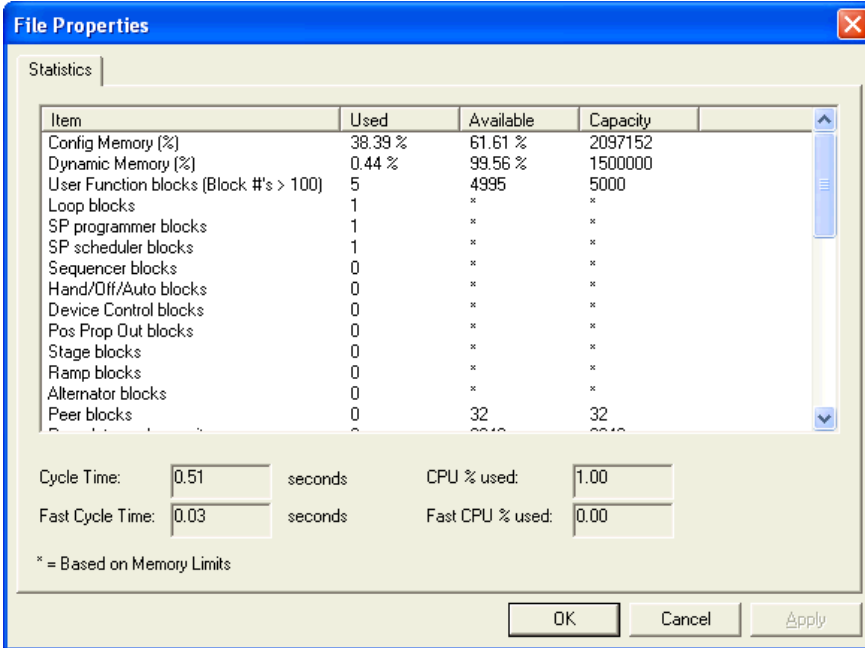 File Properties
Statistics
Item Used Available Capacity
Config Memory (%) 38.39 % 61.61 % 2097152
Dynamic Memory (%) 0.44 % 99.56 % 1500000
User Function blocks (Block #'s > 100) 5 4995 5000
Loop blocks 1 * *
SP programmer blocks 1 * *
SP scheduler blocks 1 * *
Sequencer blocks 0 * *
Hand/Off/Auto blocks 0 * *
Device Control blocks 0 * *
Pos Prop Out blocks 0 * *
Stage blocks 0 * *
Ramp blocks 0 * *
Alternator blocks 0 * *
Peer blocks 0 32 32
Cycle Time: 0.51 seconds CPU % used: 1.00
Fast Cycle Time: 0.03 seconds Fast CPU % used: 0.00
* = Based on Memory Limits
OK Cancel Apply